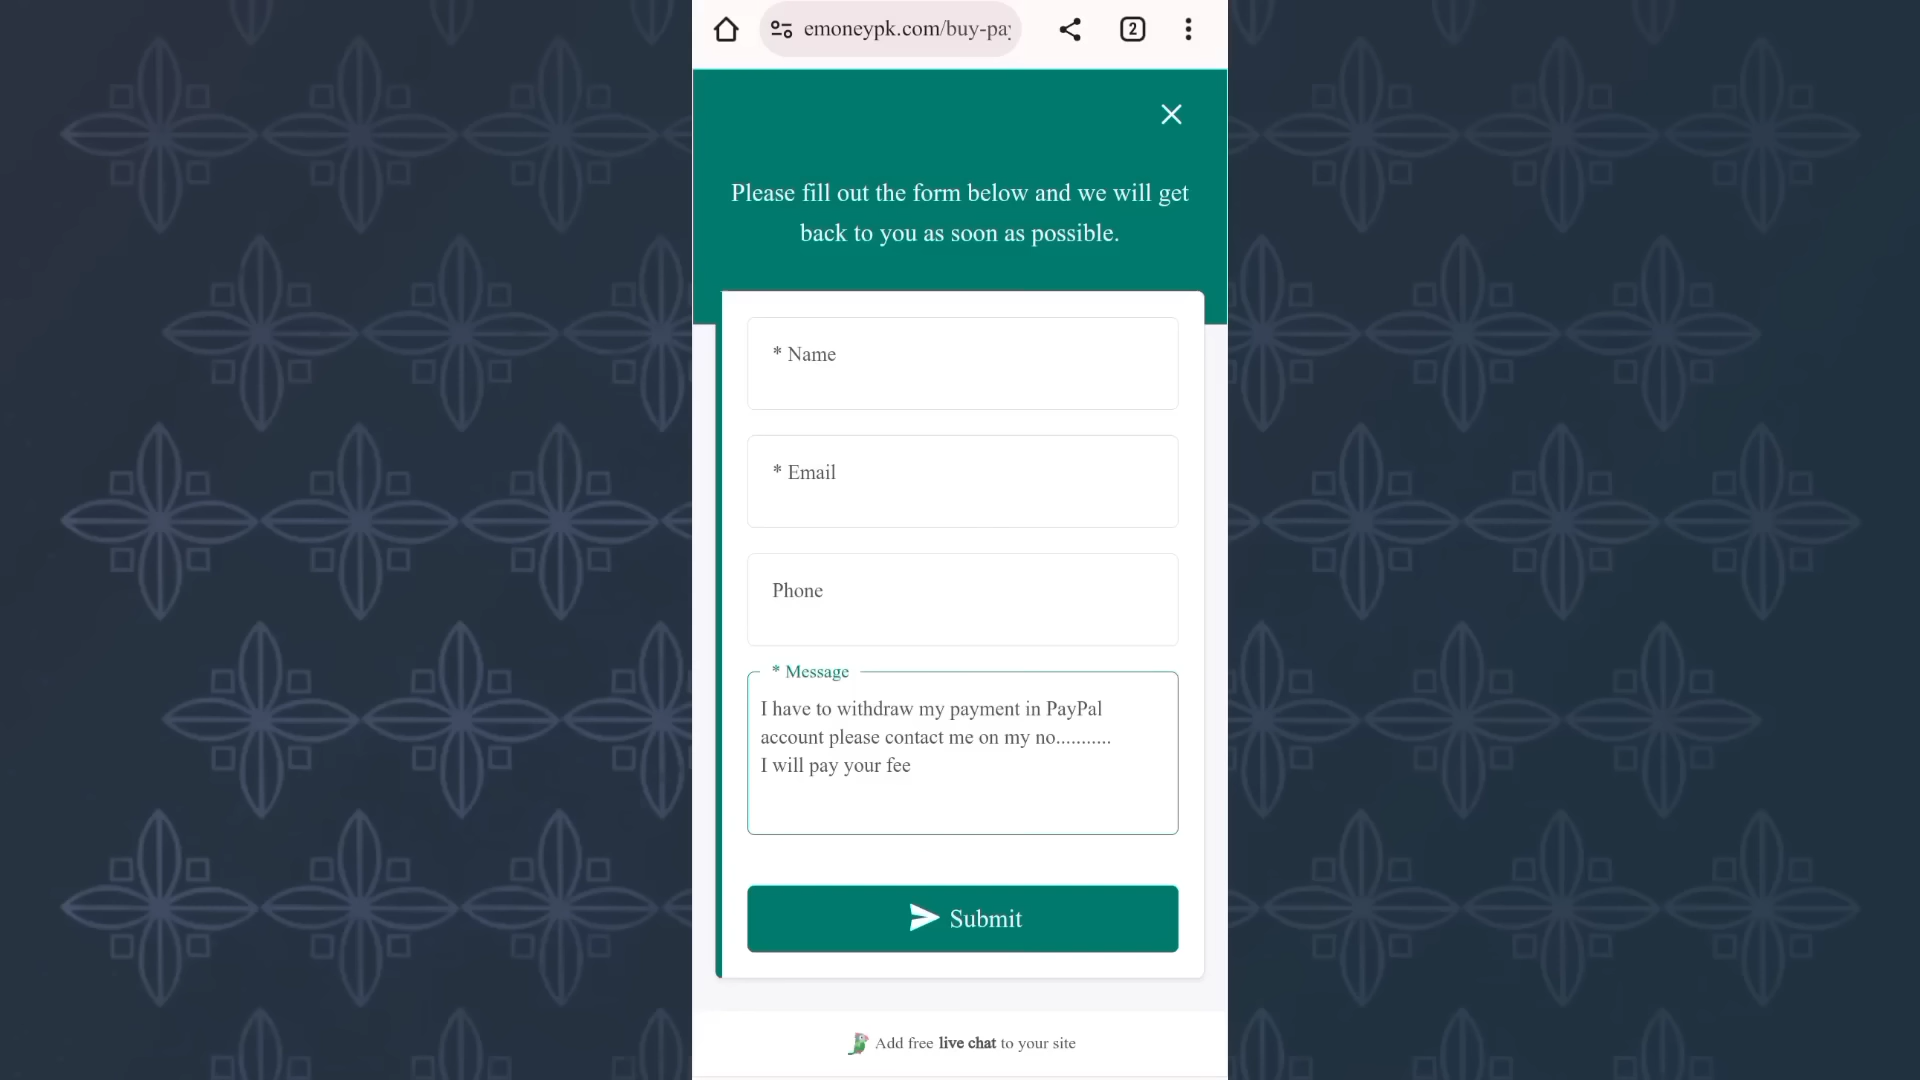 emoneypk.com/buy-pay
2
Please fill out the form below and we will get
back to you as soon as possible.
* Name
* Email
Phone
* Message
I have to withdraw my payment in PayPal
account please contact me on my no...........
I will pay your fee
Submit
Add free live chat to your site